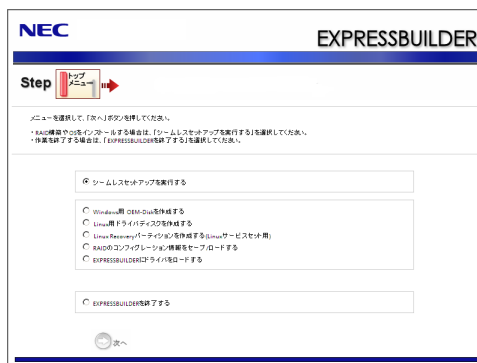 NEC
EXPRESSBUILDER
Step トップ
メニュー
メニューを選択して、「次へ」ボタンを押してください。
・RAID構築やOSをインストールする場合は、「シームレスセットアップを実行する」を選択してください。
・作業を終了する場合は、「EXPRESSBUILDERを終了する」を選択してください。
シームレスセットアップを実行する
Windows用 OEM-Diskを作成する
Linux用ドライバディスクを作成する
Linux Recoveryパーティションを作成する(Linuxサービスセット用)
RAIDのコンフィグレーション情報をセーブ/ロードする
EXPRESSBUILDERにドライバをロードする
EXPRESSBUILDERを終了する
次へ